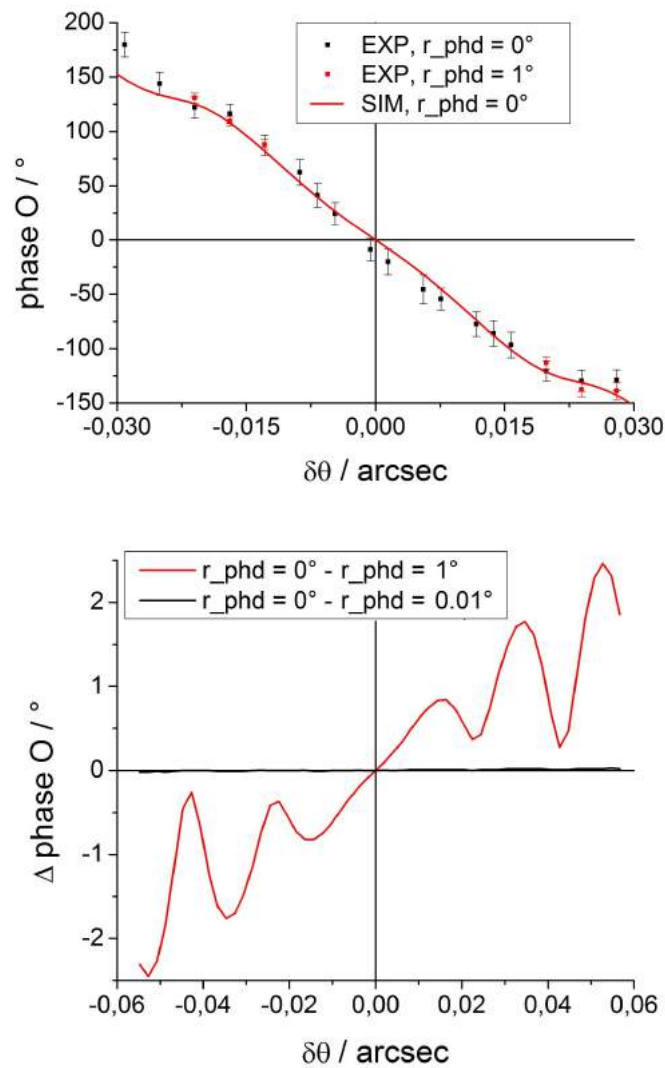 200
150
100
50
0
-50
-100
-150
phase O / °
EXP, r_phd = 0°
EXP, r_phd = 1°
SIM, r_phd = 0°
-0,030 -0,015 0,000 0,015 0,030
δθ / arcsec
r_phd = 0° - r_phd = 1°
r_phd = 0° - r_phd = 0.01°
2
1
0
-1
-2
Δ phase O / °
-0,06 -0,04 -0,02 0,00 0,02 0,04 0,06
δθ / arcsec